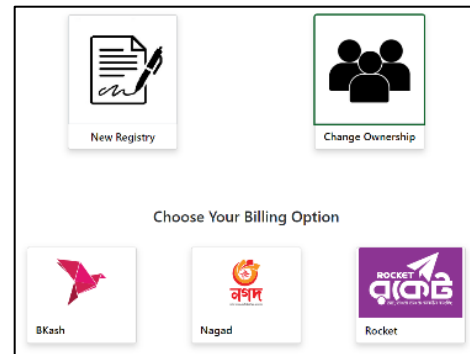 New Registry
Change Ownership
Choose Your Billing Option
নগদ
ROCKET
রকেট
BKash
Nagad
Rocket